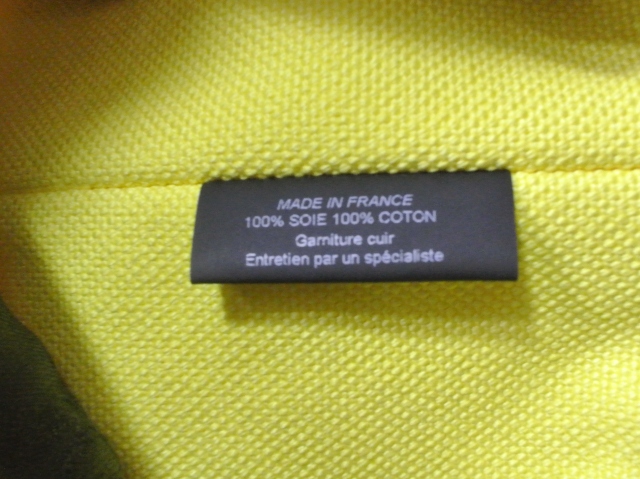 MADE IN FRANCE
100% SOIE 100% COTON
Garniture cuir
Entretien par un spécialiste